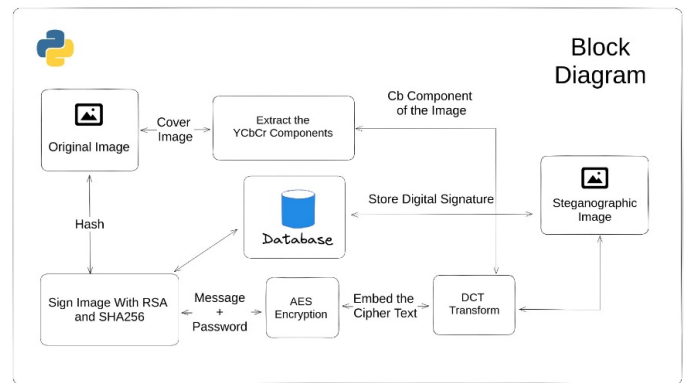 Block
Diagram
Cb Component
of the Image
Original Image
Cover
Image
Extract the
YCbCr Components
Steganographic
Image
Store Digital Signature
Database
Hash
Sign Image With RSA
and SHA256
Message
+
Password
AES
Encryption
Embed the
Cipher Text
DCT
Transform